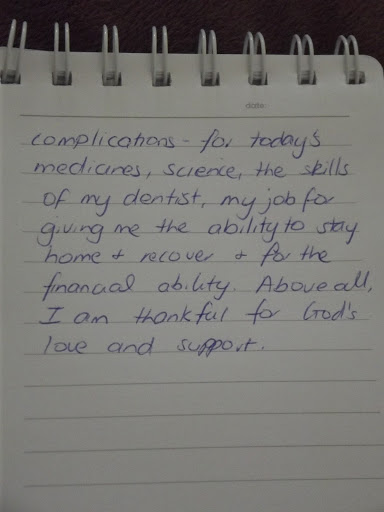 date:
complications - for today's
medicines, science, the skills
of my dentist, my job for
giving me the ability to stay
home + recover + for the
financial ability. Above all,
I am thankful for God's
love and support.